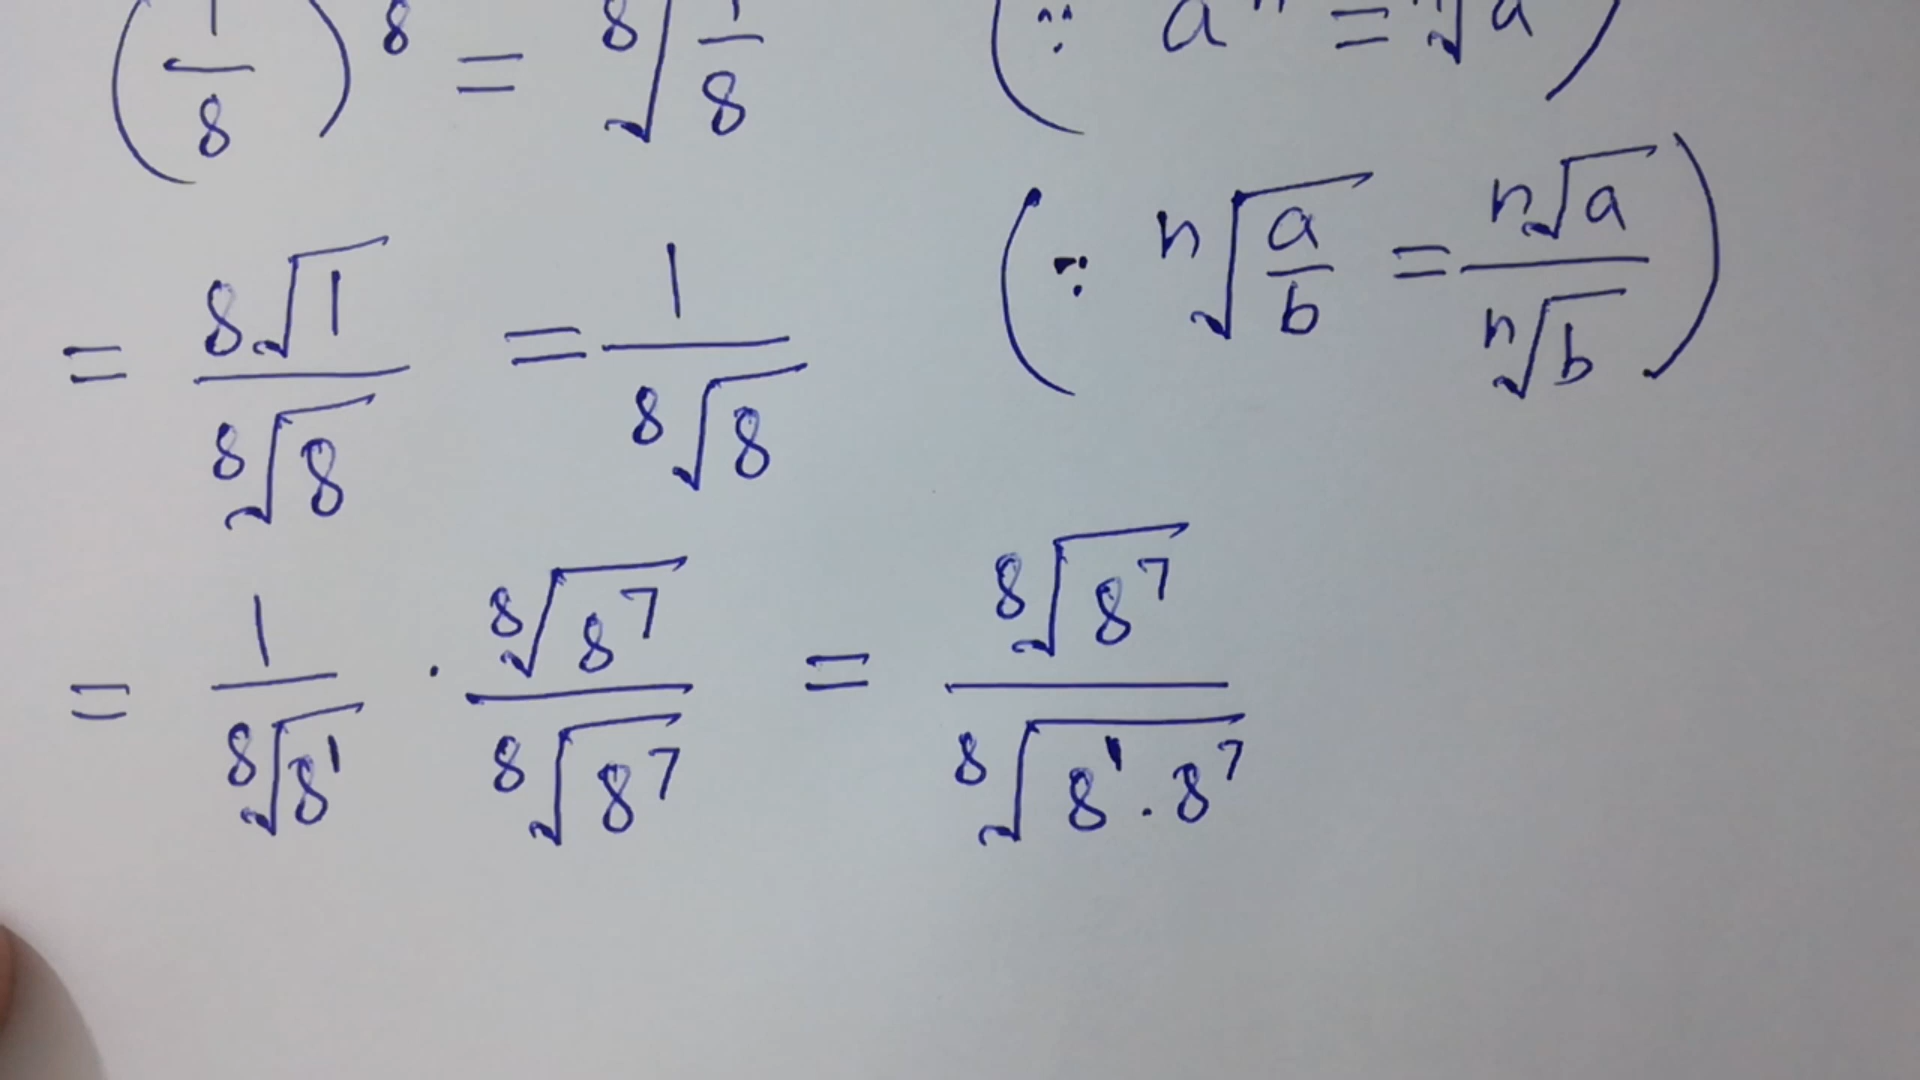 (1/8)^8 = ⁸√(1/8) (∵ a^n = ⁿ√a)
= ⁸√1/⁸√8 = 1/⁸√8 (∵ ⁿ√(a/b) = ⁿ√a/ⁿ√b)
= 1/⁸√8¹ · ⁸√8⁷/⁸√8⁷ = ⁸√8⁷/⁸√(8¹·8⁷)